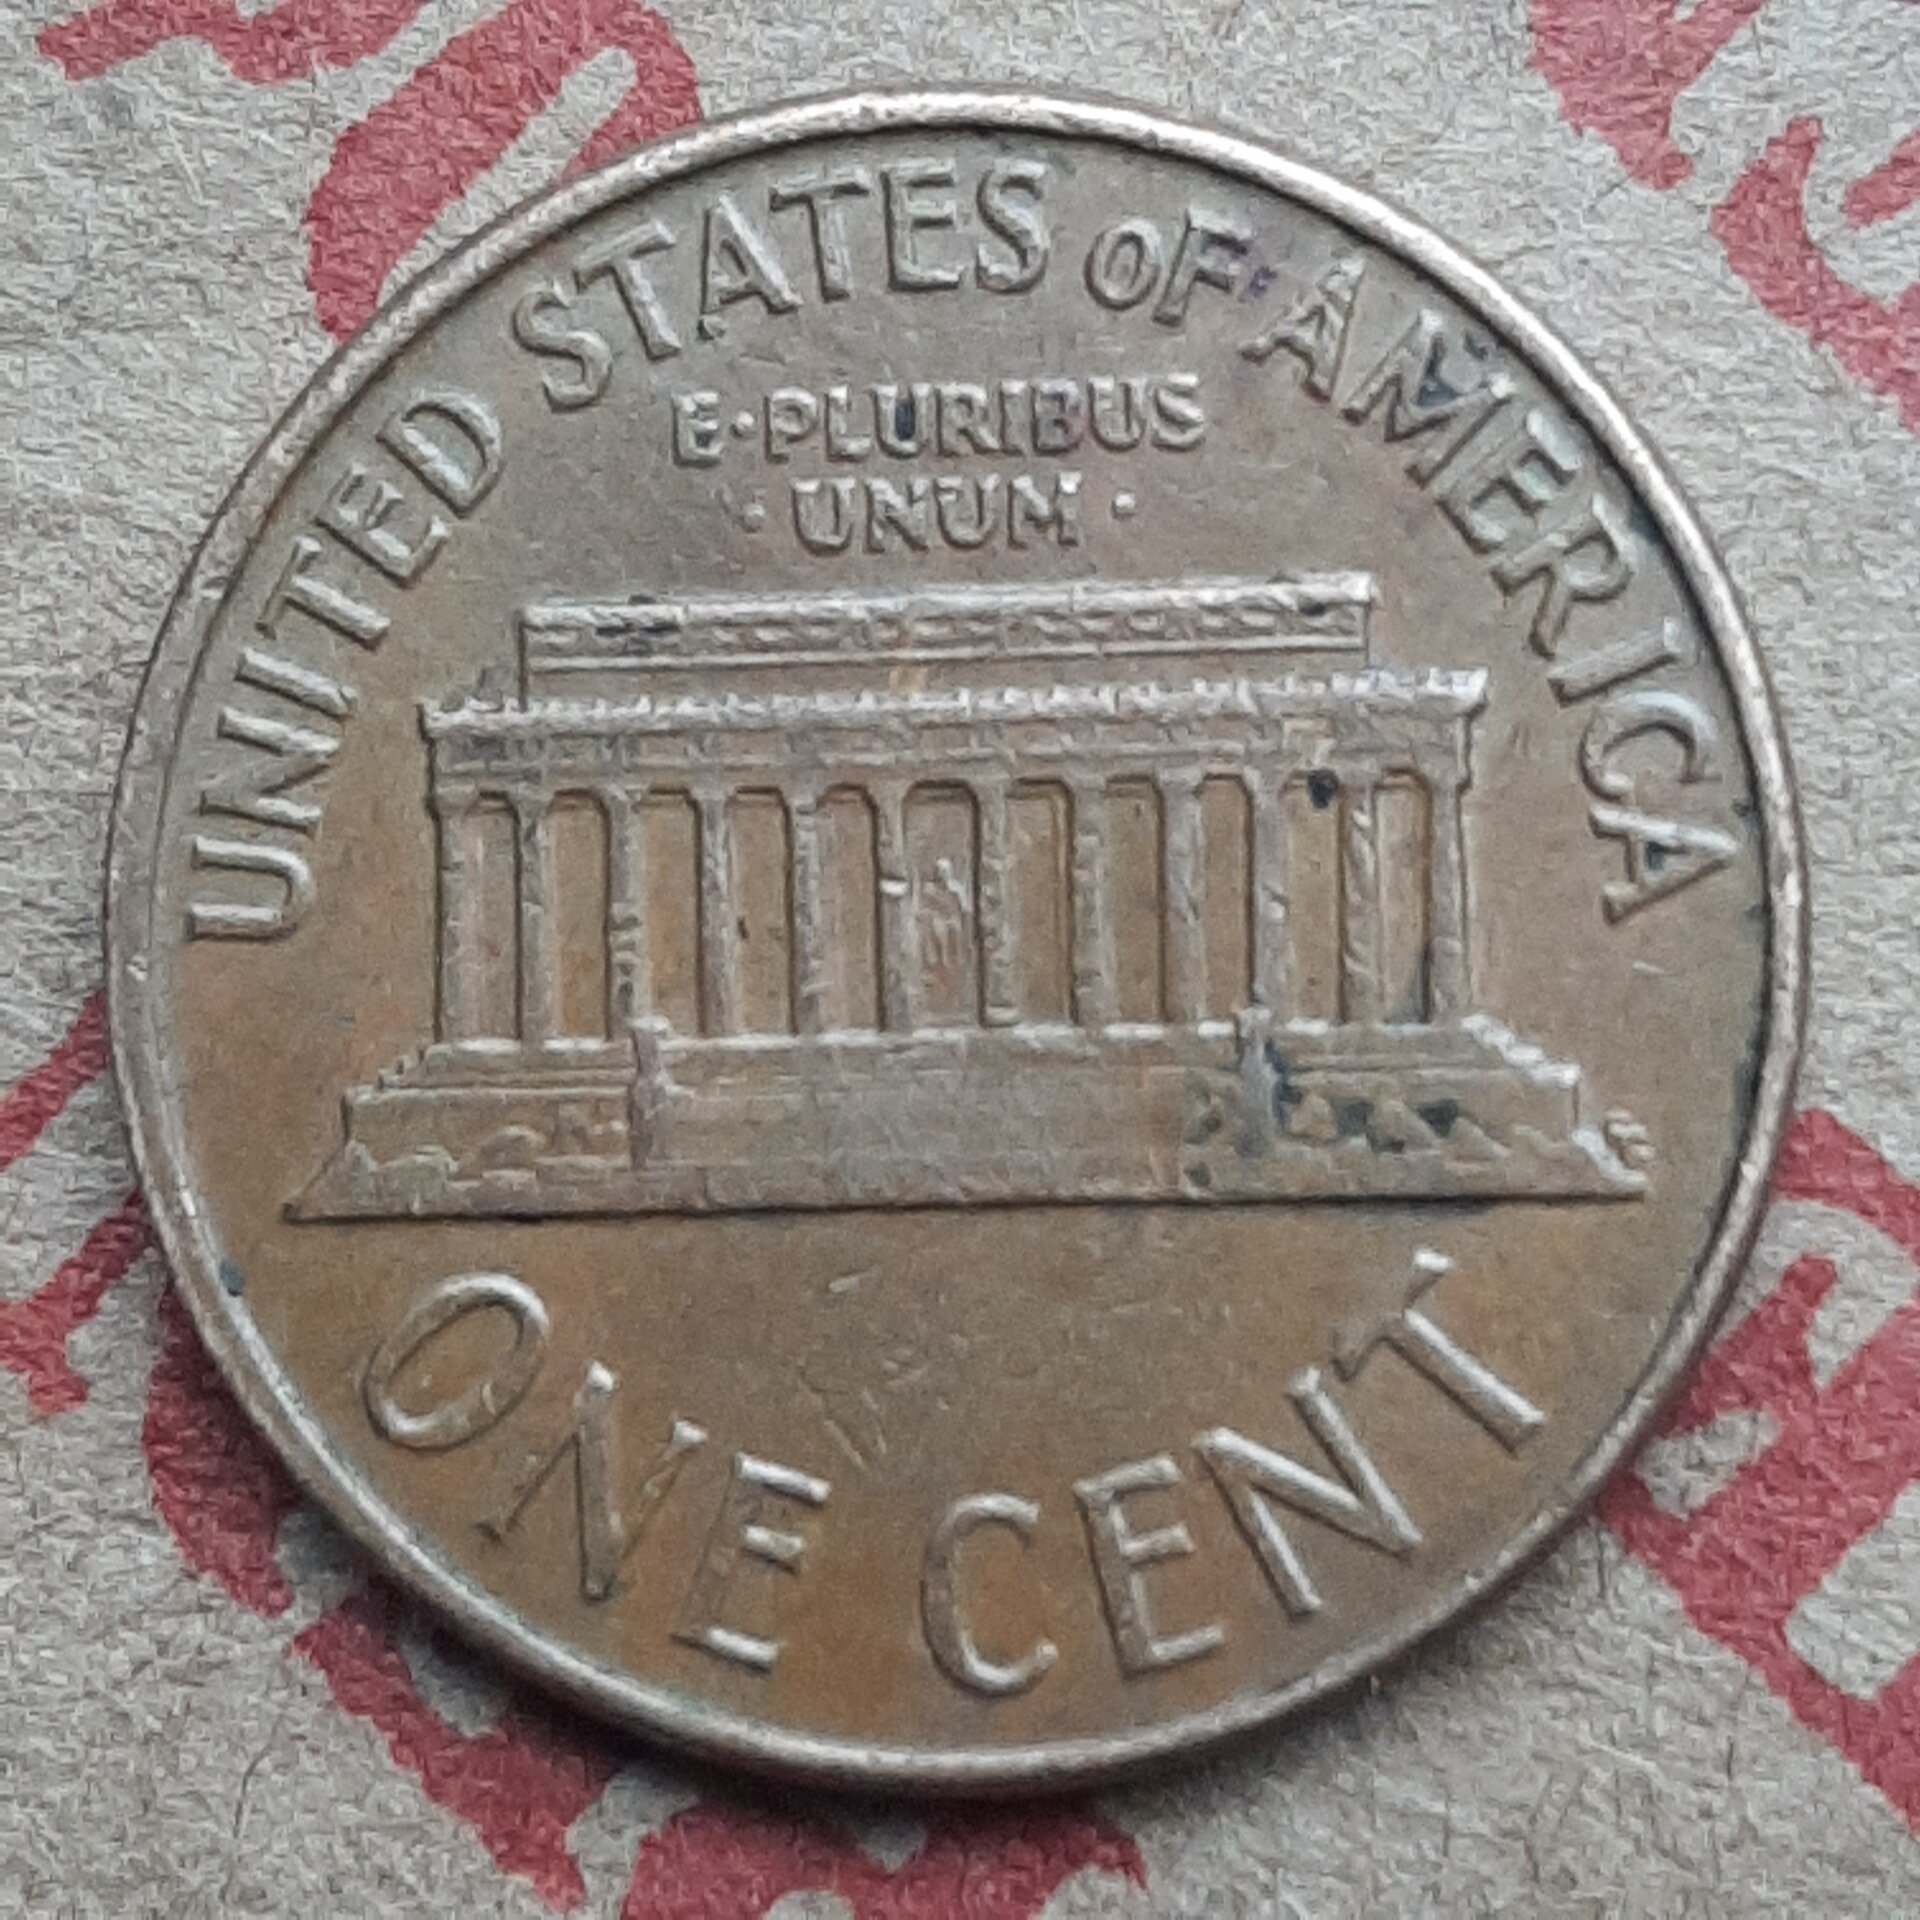 UNITED STATES OF AMERICA
E·PLURIBUS
·UNUM·
ONE CENT